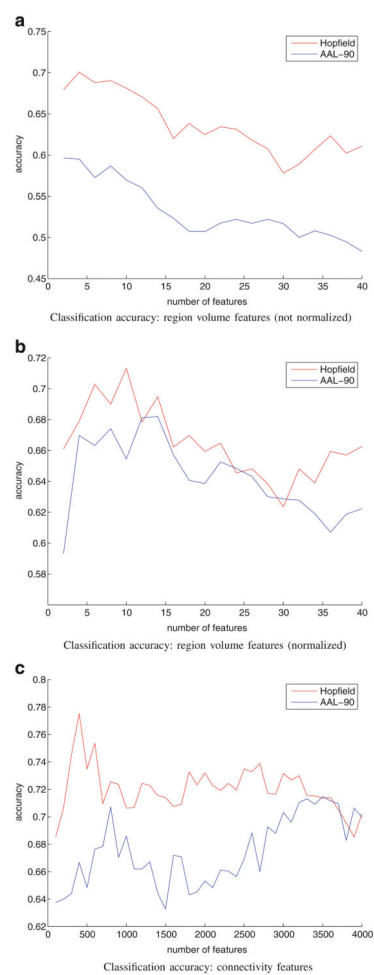 a
0.75
Hopfield
AAL-90
0.7
0.65
accuracy
0.6
0.55
0.5
0.45
0 5 10 15 20 25 30 35 40
number of features
Classification accuracy: region volume features (not normalized)
b
0.72
Hopfield
AAL-90
0.7
0.68
0.66
accuracy
0.64
0.62
0.6
0.58
0 5 10 15 20 25 30 35 40
number of features
Classification accuracy: region volume features (normalized)
c
0.8
Hopfield
AAL-90
0.78
0.76
0.74
accuracy
0.72
0.7
0.68
0.66
0.64
0.62
0 500 1000 1500 2000 2500 3000 3500 4000
number of features
Classification accuracy: connectivity features